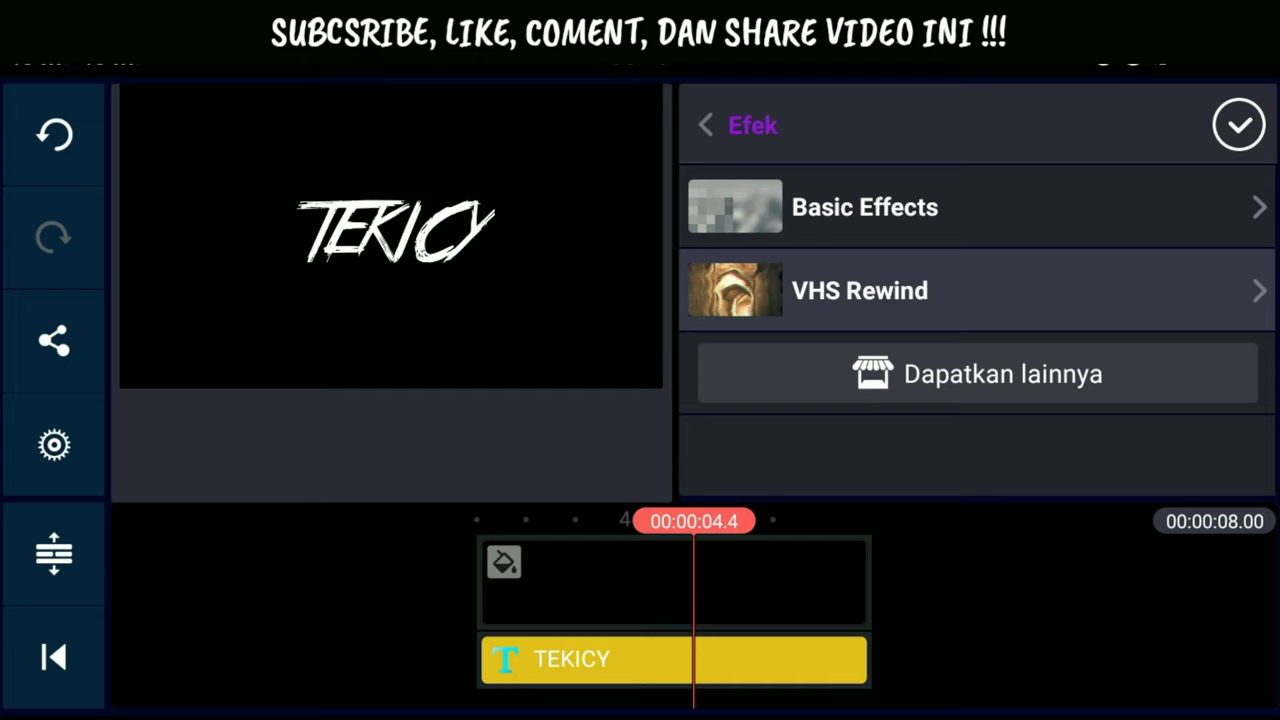 SUBCSRIBE, LIKE, COMENT, DAN SHARE VIDEO INI !!!
Efek
TEKICY
Basic Effects
VHS Rewind
Dapatkan lainnya
4
00:00:04.4
00:00:08.00
TEKICY